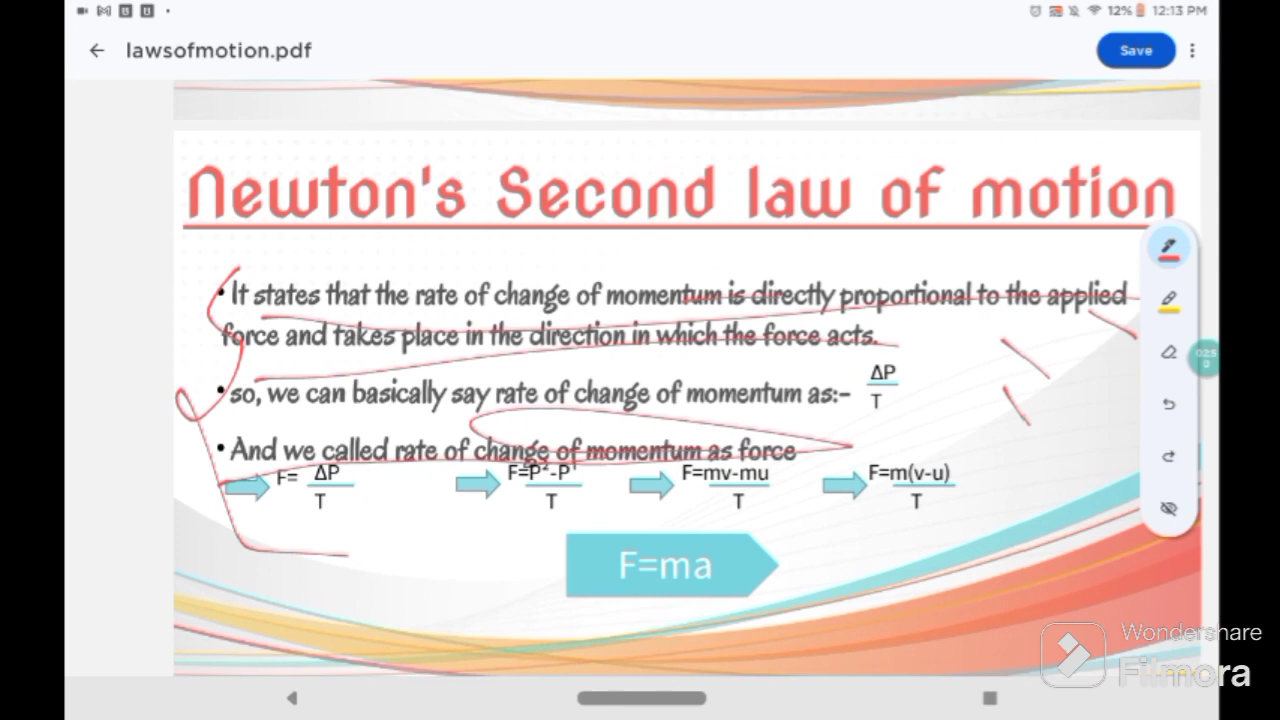 12% 12:13 PM
lawsofmotion.pdf
Save
Newton's Second law of motion
• It states that the rate of change of momentum is directly proportional to the applied
force and takes place in the direction in which the force acts.
• so, we can basically say rate of change of momentum as:- ΔP
T
• And we called rate of change of momentum as force
F= ΔP
T
F=P²-P¹
T
F=mv-mu
T
F=m(v-u)
T
F=ma
Wondershare
Filmora